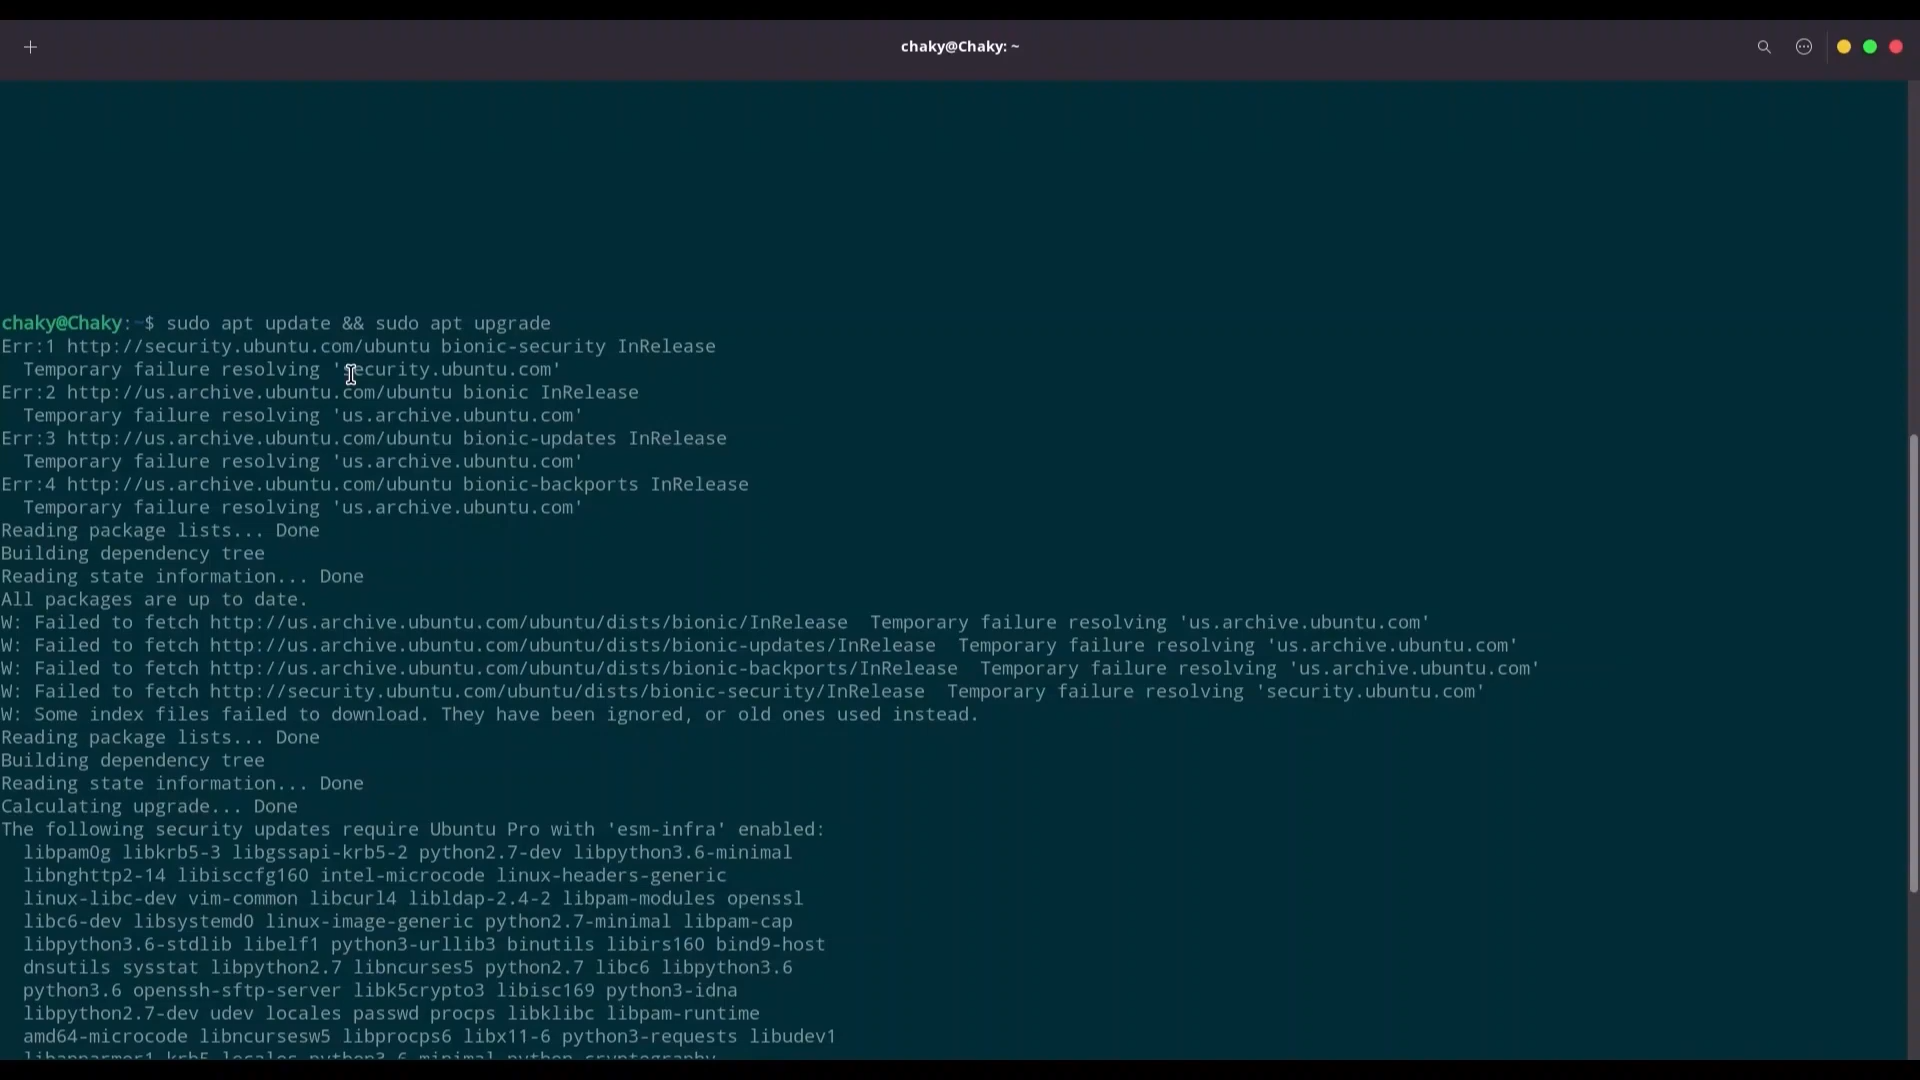 chaky@Chaky: ~
chaky@Chaky:~$ sudo apt update && sudo apt upgrade
Err:1 http://security.ubuntu.com/ubuntu bionic-security InRelease
  Temporary failure resolving 'security.ubuntu.com'
Err:2 http://us.archive.ubuntu.com/ubuntu bionic InRelease
  Temporary failure resolving 'us.archive.ubuntu.com'
Err:3 http://us.archive.ubuntu.com/ubuntu bionic-updates InRelease
  Temporary failure resolving 'us.archive.ubuntu.com'
Err:4 http://us.archive.ubuntu.com/ubuntu bionic-backports InRelease
  Temporary failure resolving 'us.archive.ubuntu.com'
Reading package lists... Done
Building dependency tree
Reading state information... Done
All packages are up to date.
W: Failed to fetch http://us.archive.ubuntu.com/ubuntu/dists/bionic/InRelease  Temporary failure resolving 'us.archive.ubuntu.com'
W: Failed to fetch http://us.archive.ubuntu.com/ubuntu/dists/bionic-updates/InRelease  Temporary failure resolving 'us.archive.ubuntu.com'
W: Failed to fetch http://us.archive.ubuntu.com/ubuntu/dists/bionic-backports/InRelease  Temporary failure resolving 'us.archive.ubuntu.com'
W: Failed to fetch http://security.ubuntu.com/ubuntu/dists/bionic-security/InRelease  Temporary failure resolving 'security.ubuntu.com'
W: Some index files failed to download. They have been ignored, or old ones used instead.
Reading package lists... Done
Building dependency tree
Reading state information... Done
Calculating upgrade... Done
The following security updates require Ubuntu Pro with 'esm-infra' enabled:
  libpam0g libkrb5-3 libgssapi-krb5-2 python2.7-dev libpython3.6-minimal
  libnghttp2-14 libisccfg160 intel-microcode linux-headers-generic
  linux-libc-dev vim-common libcurl4 libldap-2.4-2 libpam-modules openssl
  libc6-dev libsystemd0 linux-image-generic python2.7-minimal libpam-cap
  libpython3.6-stdlib libelf1 python3-urllib3 binutils libirs160 bind9-host
  dnsutils sysstat libpython2.7 libncurses5 python2.7 libc6 libpython3.6
  python3.6 openssh-sftp-server libk5crypto3 libisc169 python3-idna
  libpython2.7-dev udev locales passwd procps libklibc libpam-runtime
  amd64-microcode libncursesw5 libprocps6 libx11-6 python3-requests libudev1
  libapparmor1 krb5-locales python3.6-minimal python-cryptography